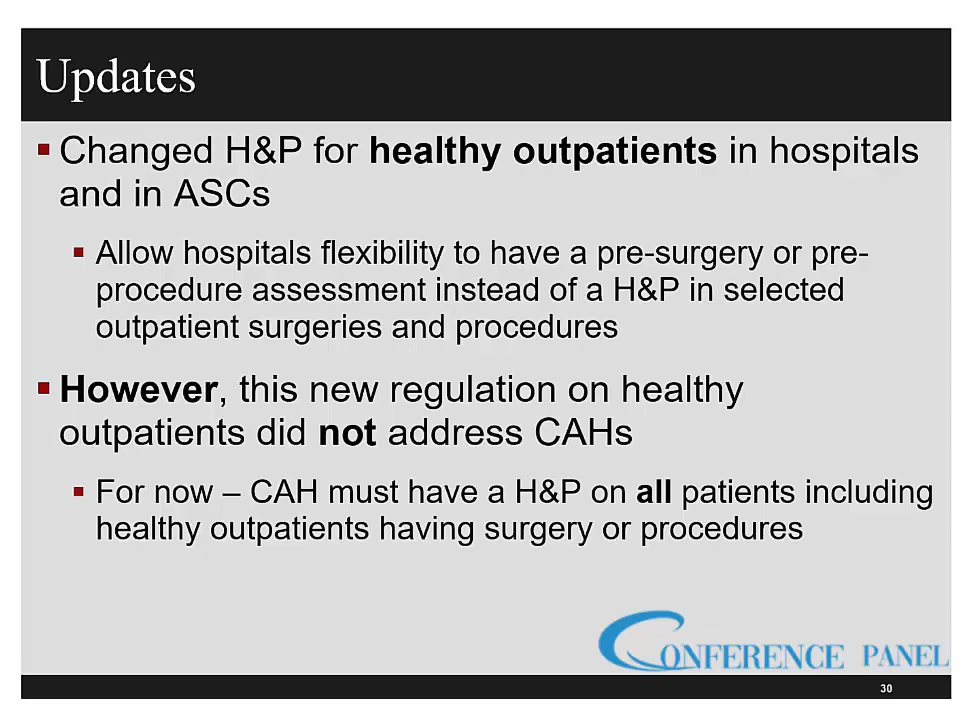 Updates
Changed H&P for healthy outpatients in hospitals
and in ASCs
Allow hospitals flexibility to have a pre-surgery or pre-
procedure assessment instead of a H&P in selected
outpatient surgeries and procedures
However, this new regulation on healthy
outpatients did not address CAHs
For now – CAH must have a H&P on all patients including
healthy outpatients having surgery or procedures
CONFERENCE PANEL
30